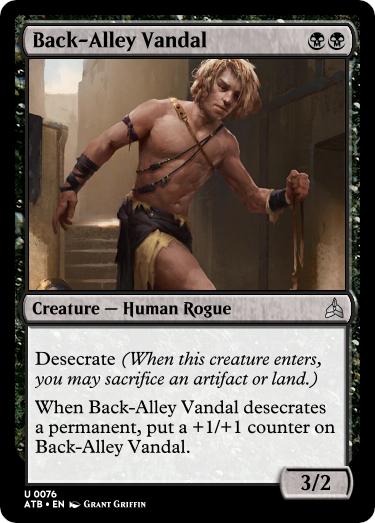 Back-Alley Vandal
Creature — Human Rogue
Desecrate (When this creature enters,
you may sacrifice an artifact or land.)
When Back-Alley Vandal desecrates
a permanent, put a +1/+1 counter on
Back-Alley Vandal.
3/2
U 0076
ATB • EN Grant Griffin